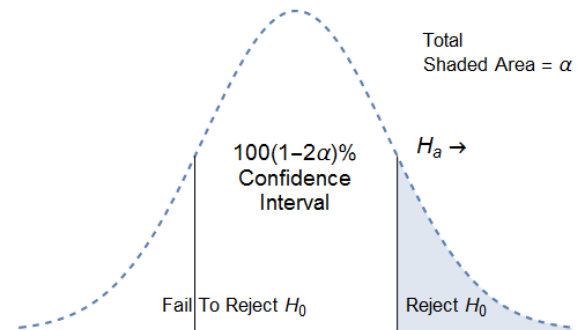 Total
Shaded Area = α
100(1−2α)%
Confidence
Interval
Hₐ →
Fail To Reject H₀
Reject H₀